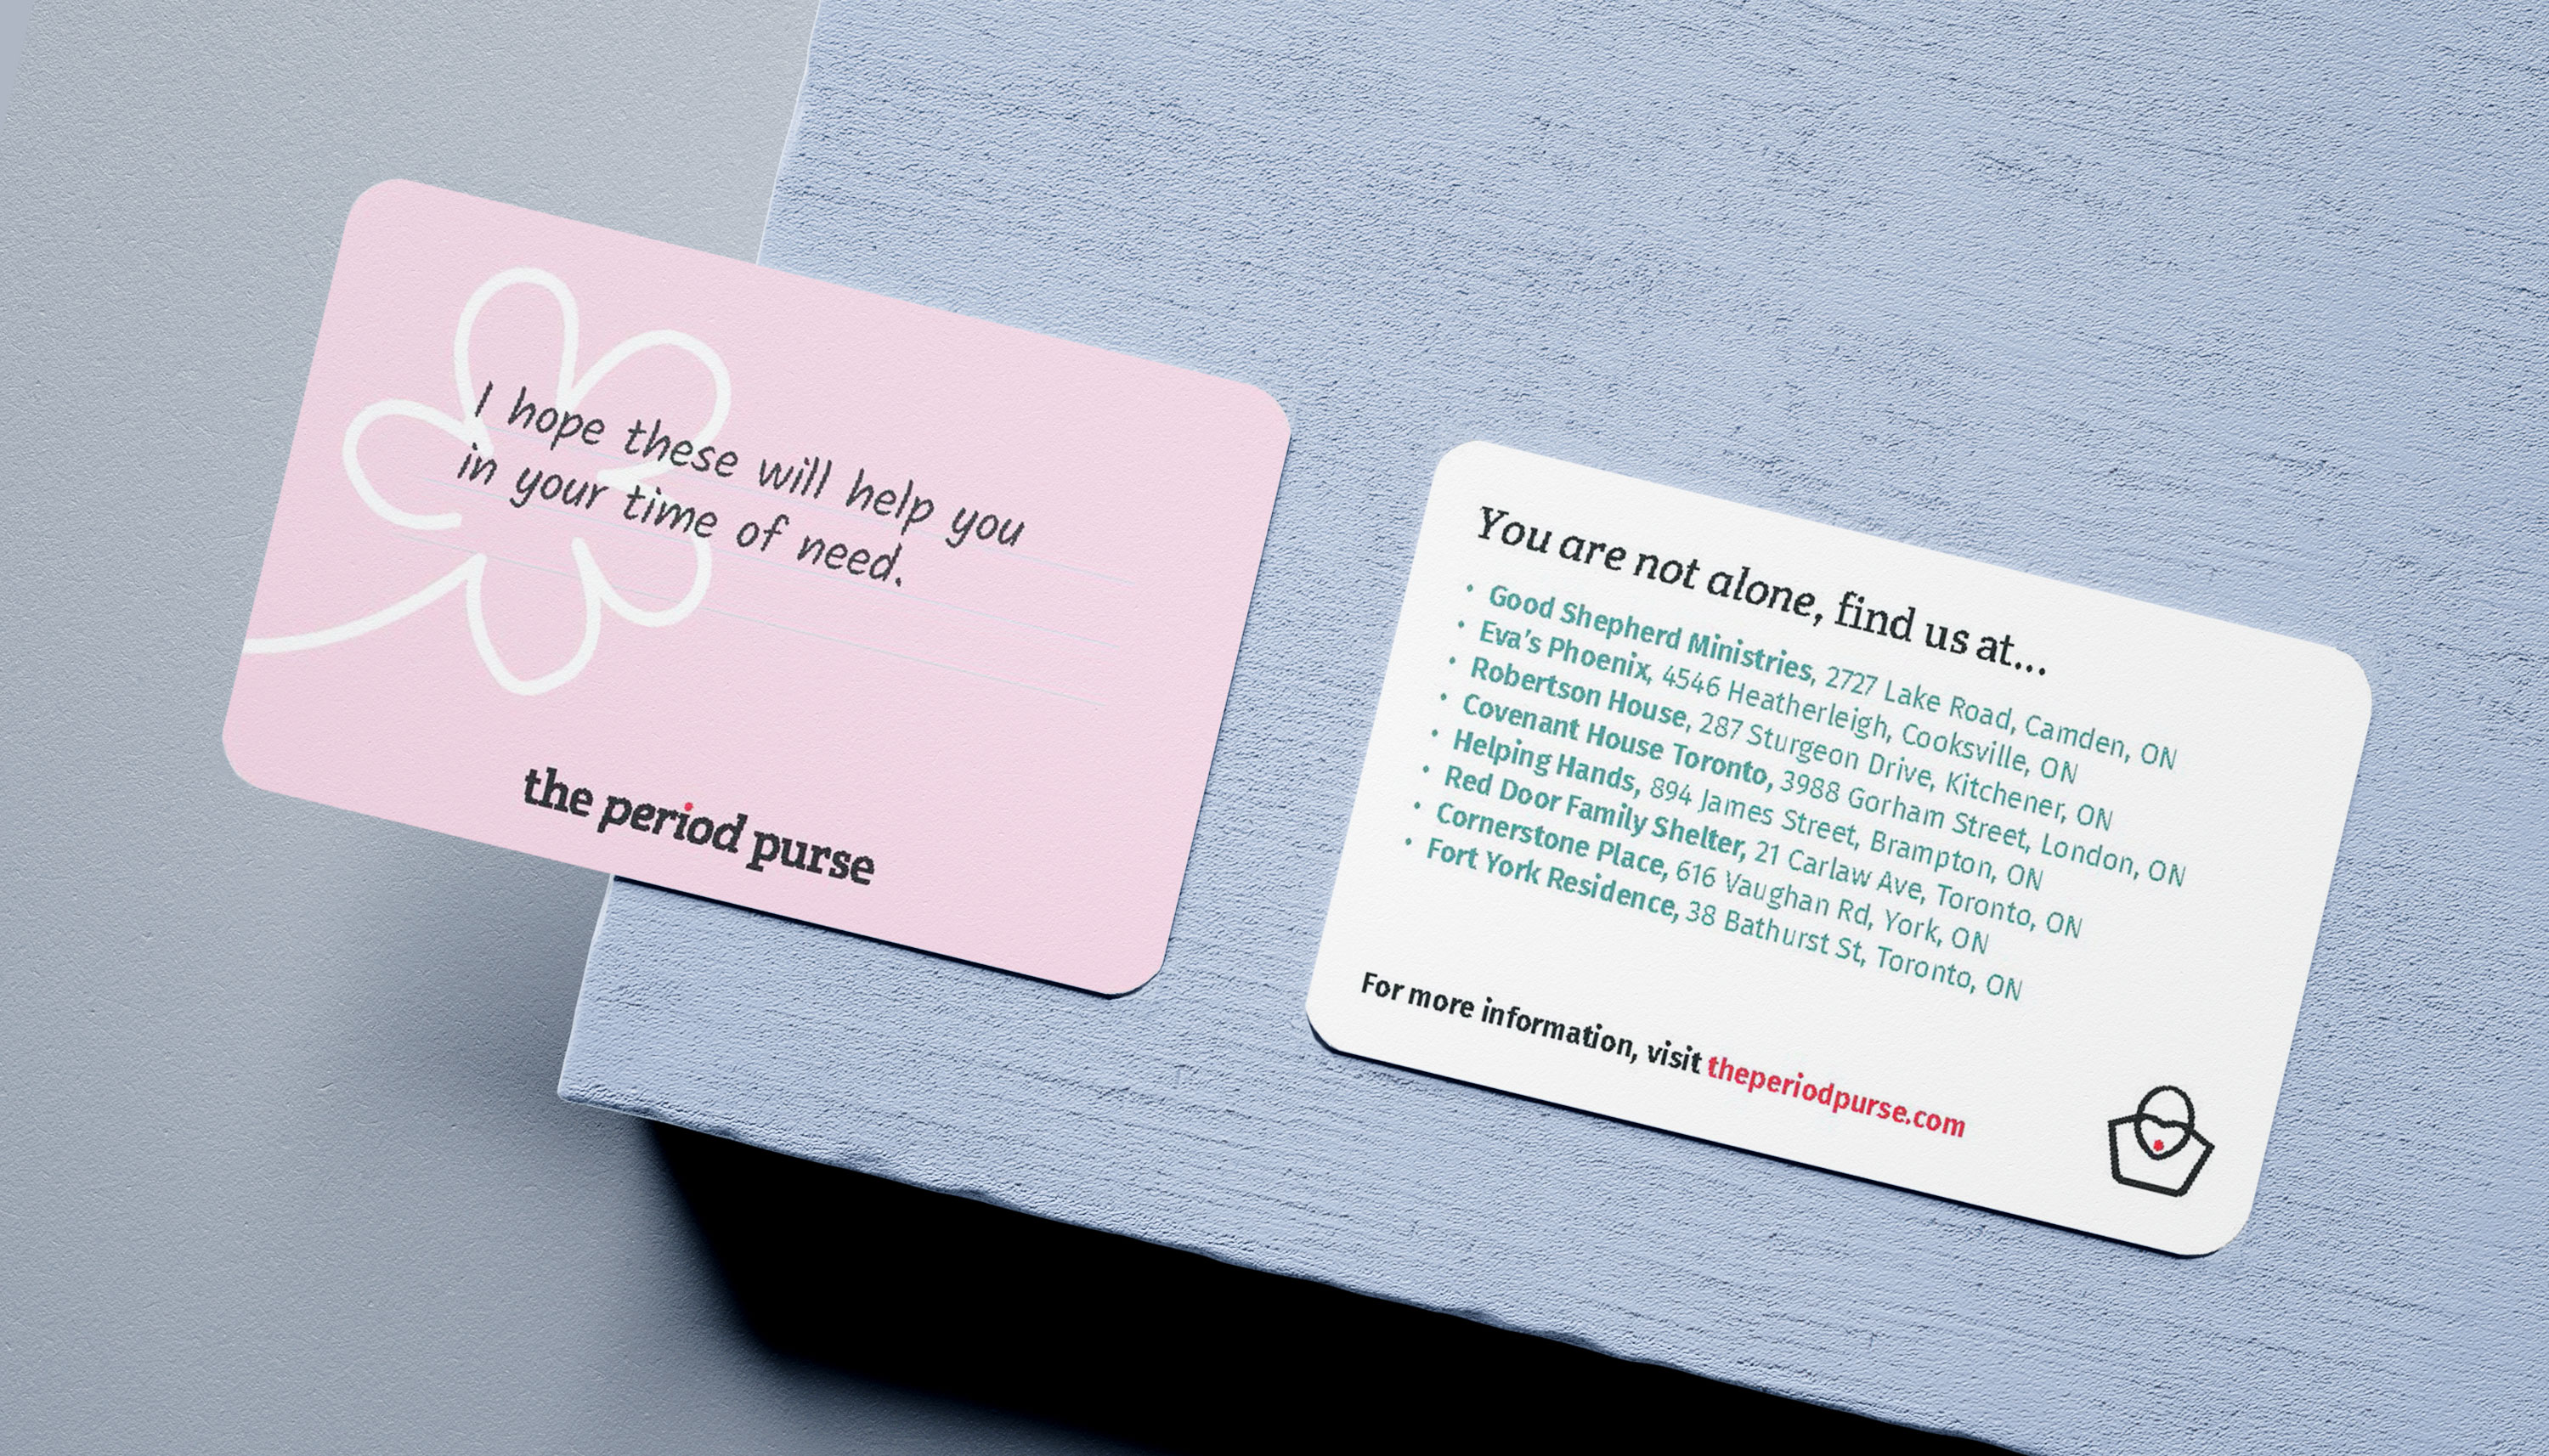 I hope these will help you
in your time of need.
the period purse
You are not alone, find us at...
• Good Shepherd Ministries, 2727 Lake Road, Camden, ON
• Eva's Phoenix, 4546 Heatherleigh, Cooksville, ON
• Robertson House, 287 Sturgeon Drive, Kitchener, ON
• Covenant House Toronto, 3988 Gorham Street, London, ON
• Helping Hands, 894 James Street, Brampton, ON
• Red Door Family Shelter, 21 Carlaw Ave, Toronto, ON
• Cornerstone Place, 616 Vaughan Rd, York, ON
• Fort York Residence, 38 Bathurst St, Toronto, ON
For more information, visit theperiodpurse.com